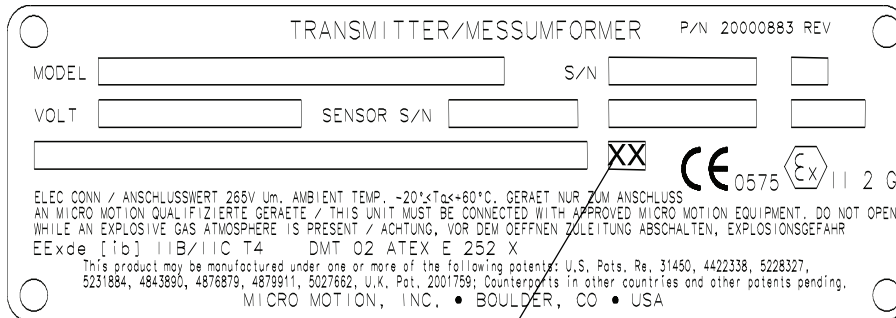 TRANSMITTER/MESSUMFORMER P/N 20000883 REV
MODEL S/N
VOLT SENSOR S/N
XX CE 0575 Ex II 2 G
ELEC CONN / ANSCHLUSSWERT 265V Um. AMBIENT TEMP. -20°<Ta<+60°C. GERAET NUR ZUM ANSCHLUSS
AN MICRO MOTION QUALIFIZIERTE GERAETE / THIS UNIT MUST BE CONNECTED WITH APPROVED MICRO MOTION EQUIPMENT. DO NOT OPEN
WHILE AN EXPLOSIVE GAS ATMOSPHERE IS PRESENT / ACHTUNG, VOR DEM OEFFNEN ZULEITUNG ABSCHALTEN, EXPLOSIONSGEFAHR
EExde [ib] IIB/IIC T4 DMT 02 ATEX E 252 X
This product may be manufactured under one or more of the following patents: U.S. Pats. Re. 31450, 4422338, 5228327,
5231884, 4843890, 4876879, 4879911, 5027662, U.K. Pat. 2001759; Counterparts in other countries and other patents pending.
MICRO MOTION, INC. • BOULDER, CO • USA